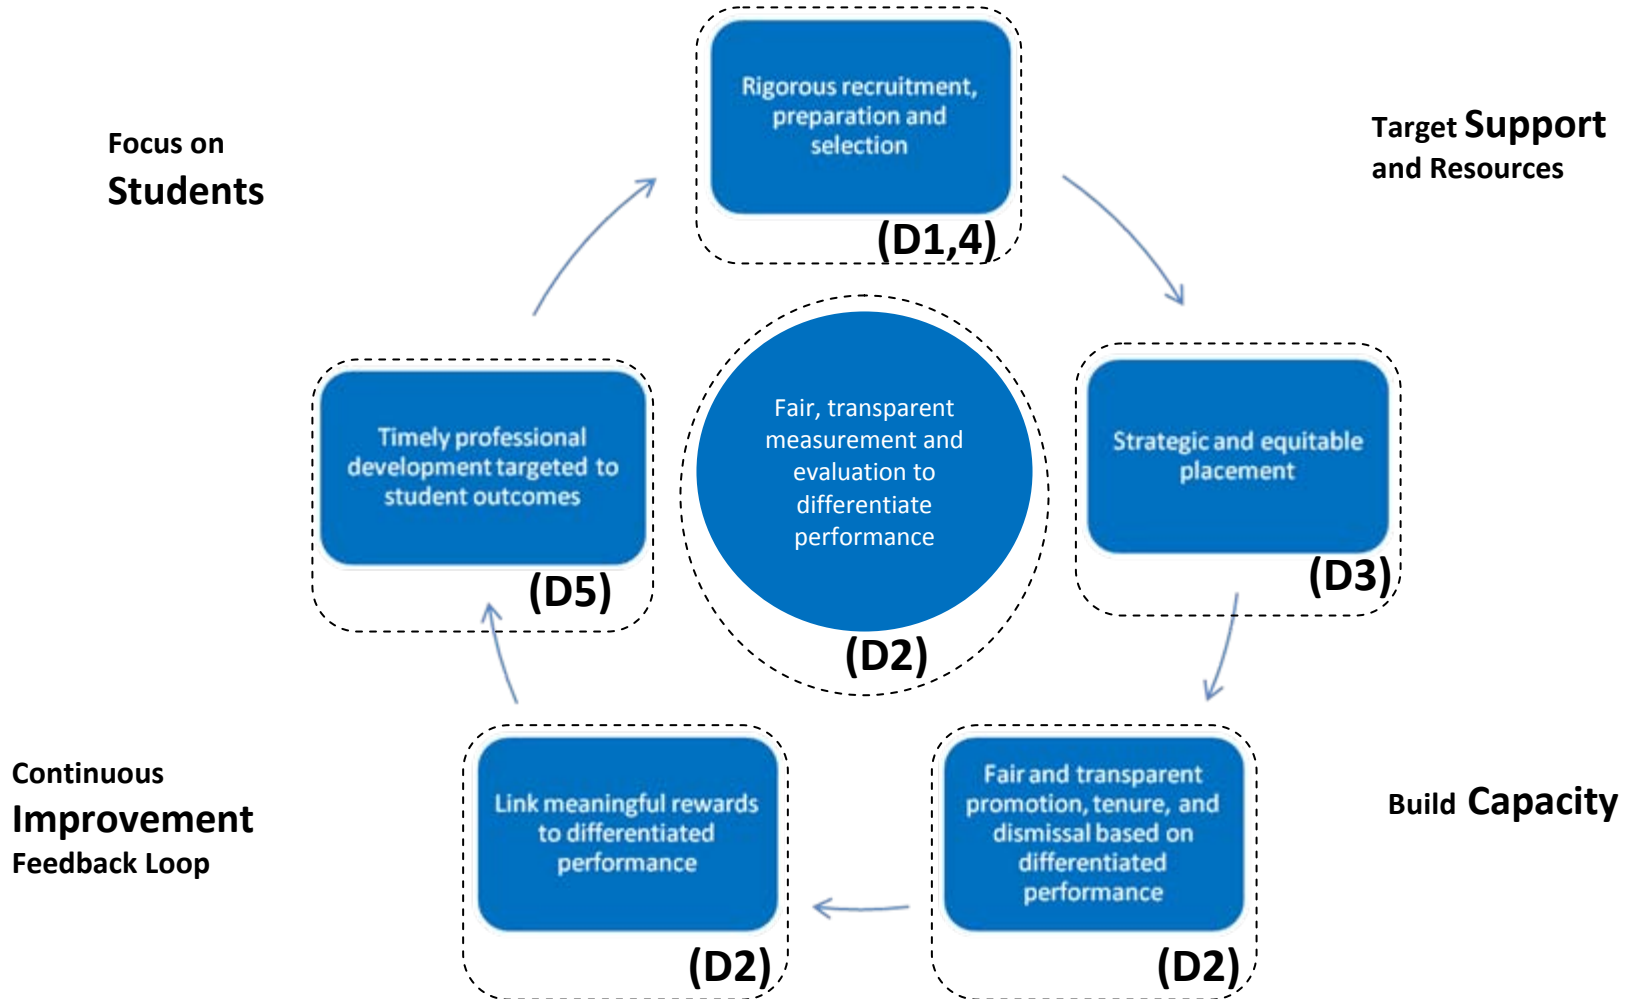 Rigorous recruitment,
preparation and
selection
(D1,4)
Focus on
Students
Target Support
and Resources
Timely professional
development targeted to
student outcomes
(D5)
Fair, transparent
measurement and
evaluation to
differentiate
performance
(D2)
Strategic and equitable
placement
(D3)
Continuous
Improvement
Feedback Loop
Link meaningful rewards
to differentiated
performance
(D2)
Fair and transparent
promotion, tenure, and
dismissal based on
differentiated
performance
(D2)
Build Capacity